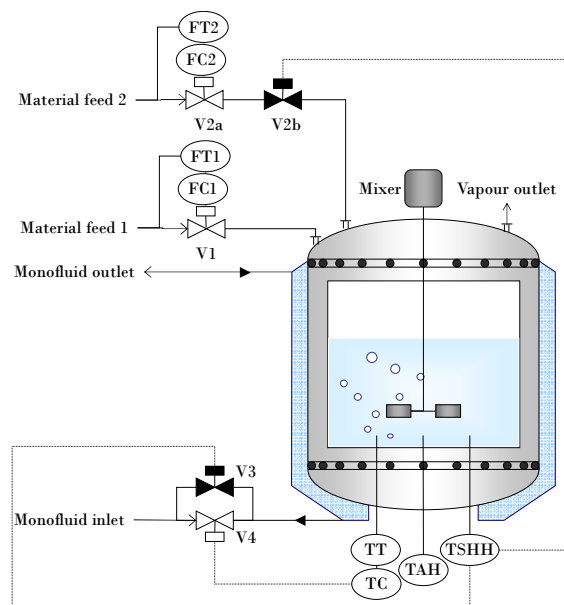 FT2
FC2
Material feed 2
V2a
V2b
FT1
Mixer
Vapour outlet
FC1
Material feed 1
V1
Monofluid outlet
V3
Monofluid inlet
V4
TT
TSHH
TAH
TC